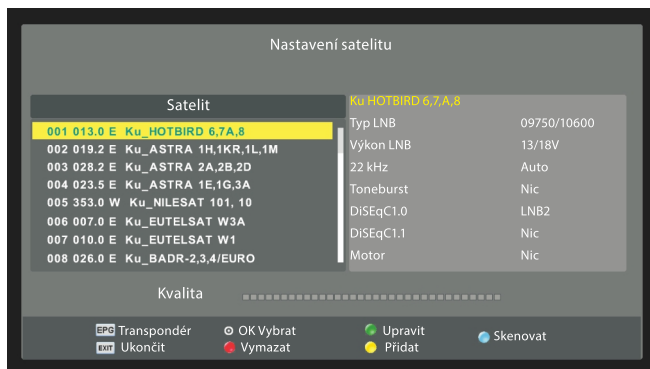 Nastavení satelitu
Satelit
001 013.0 E Ku_HOTBIRD 6,7A,8
002 019.2 E Ku_ASTRA 1H,1KR,1L,1M
003 028.2 E Ku_ASTRA 2A,2B,2D
004 023.5 E Ku_ASTRA 1E,1G,3A
005 353.0 W Ku_NILESAT 101, 10
006 007.0 E Ku_EUTELSAT W3A
007 010.0 E Ku_EUTELSAT W1
008 026.0 E Ku_BADR-2,3,4/EURO
Ku HOTBIRD 6,7,A,8
Typ LNB 09750/10600
Výkon LNB 13/18V
22 kHz Auto
Toneburst Nic
DiSEqC1.0 LNB2
DiSEqC1.1 Nic
Motor Nic
Kvalita
EPG Transpondér OK Vybrat Upravit Skenovat
EXIT Ukončit Vymazat Přidat